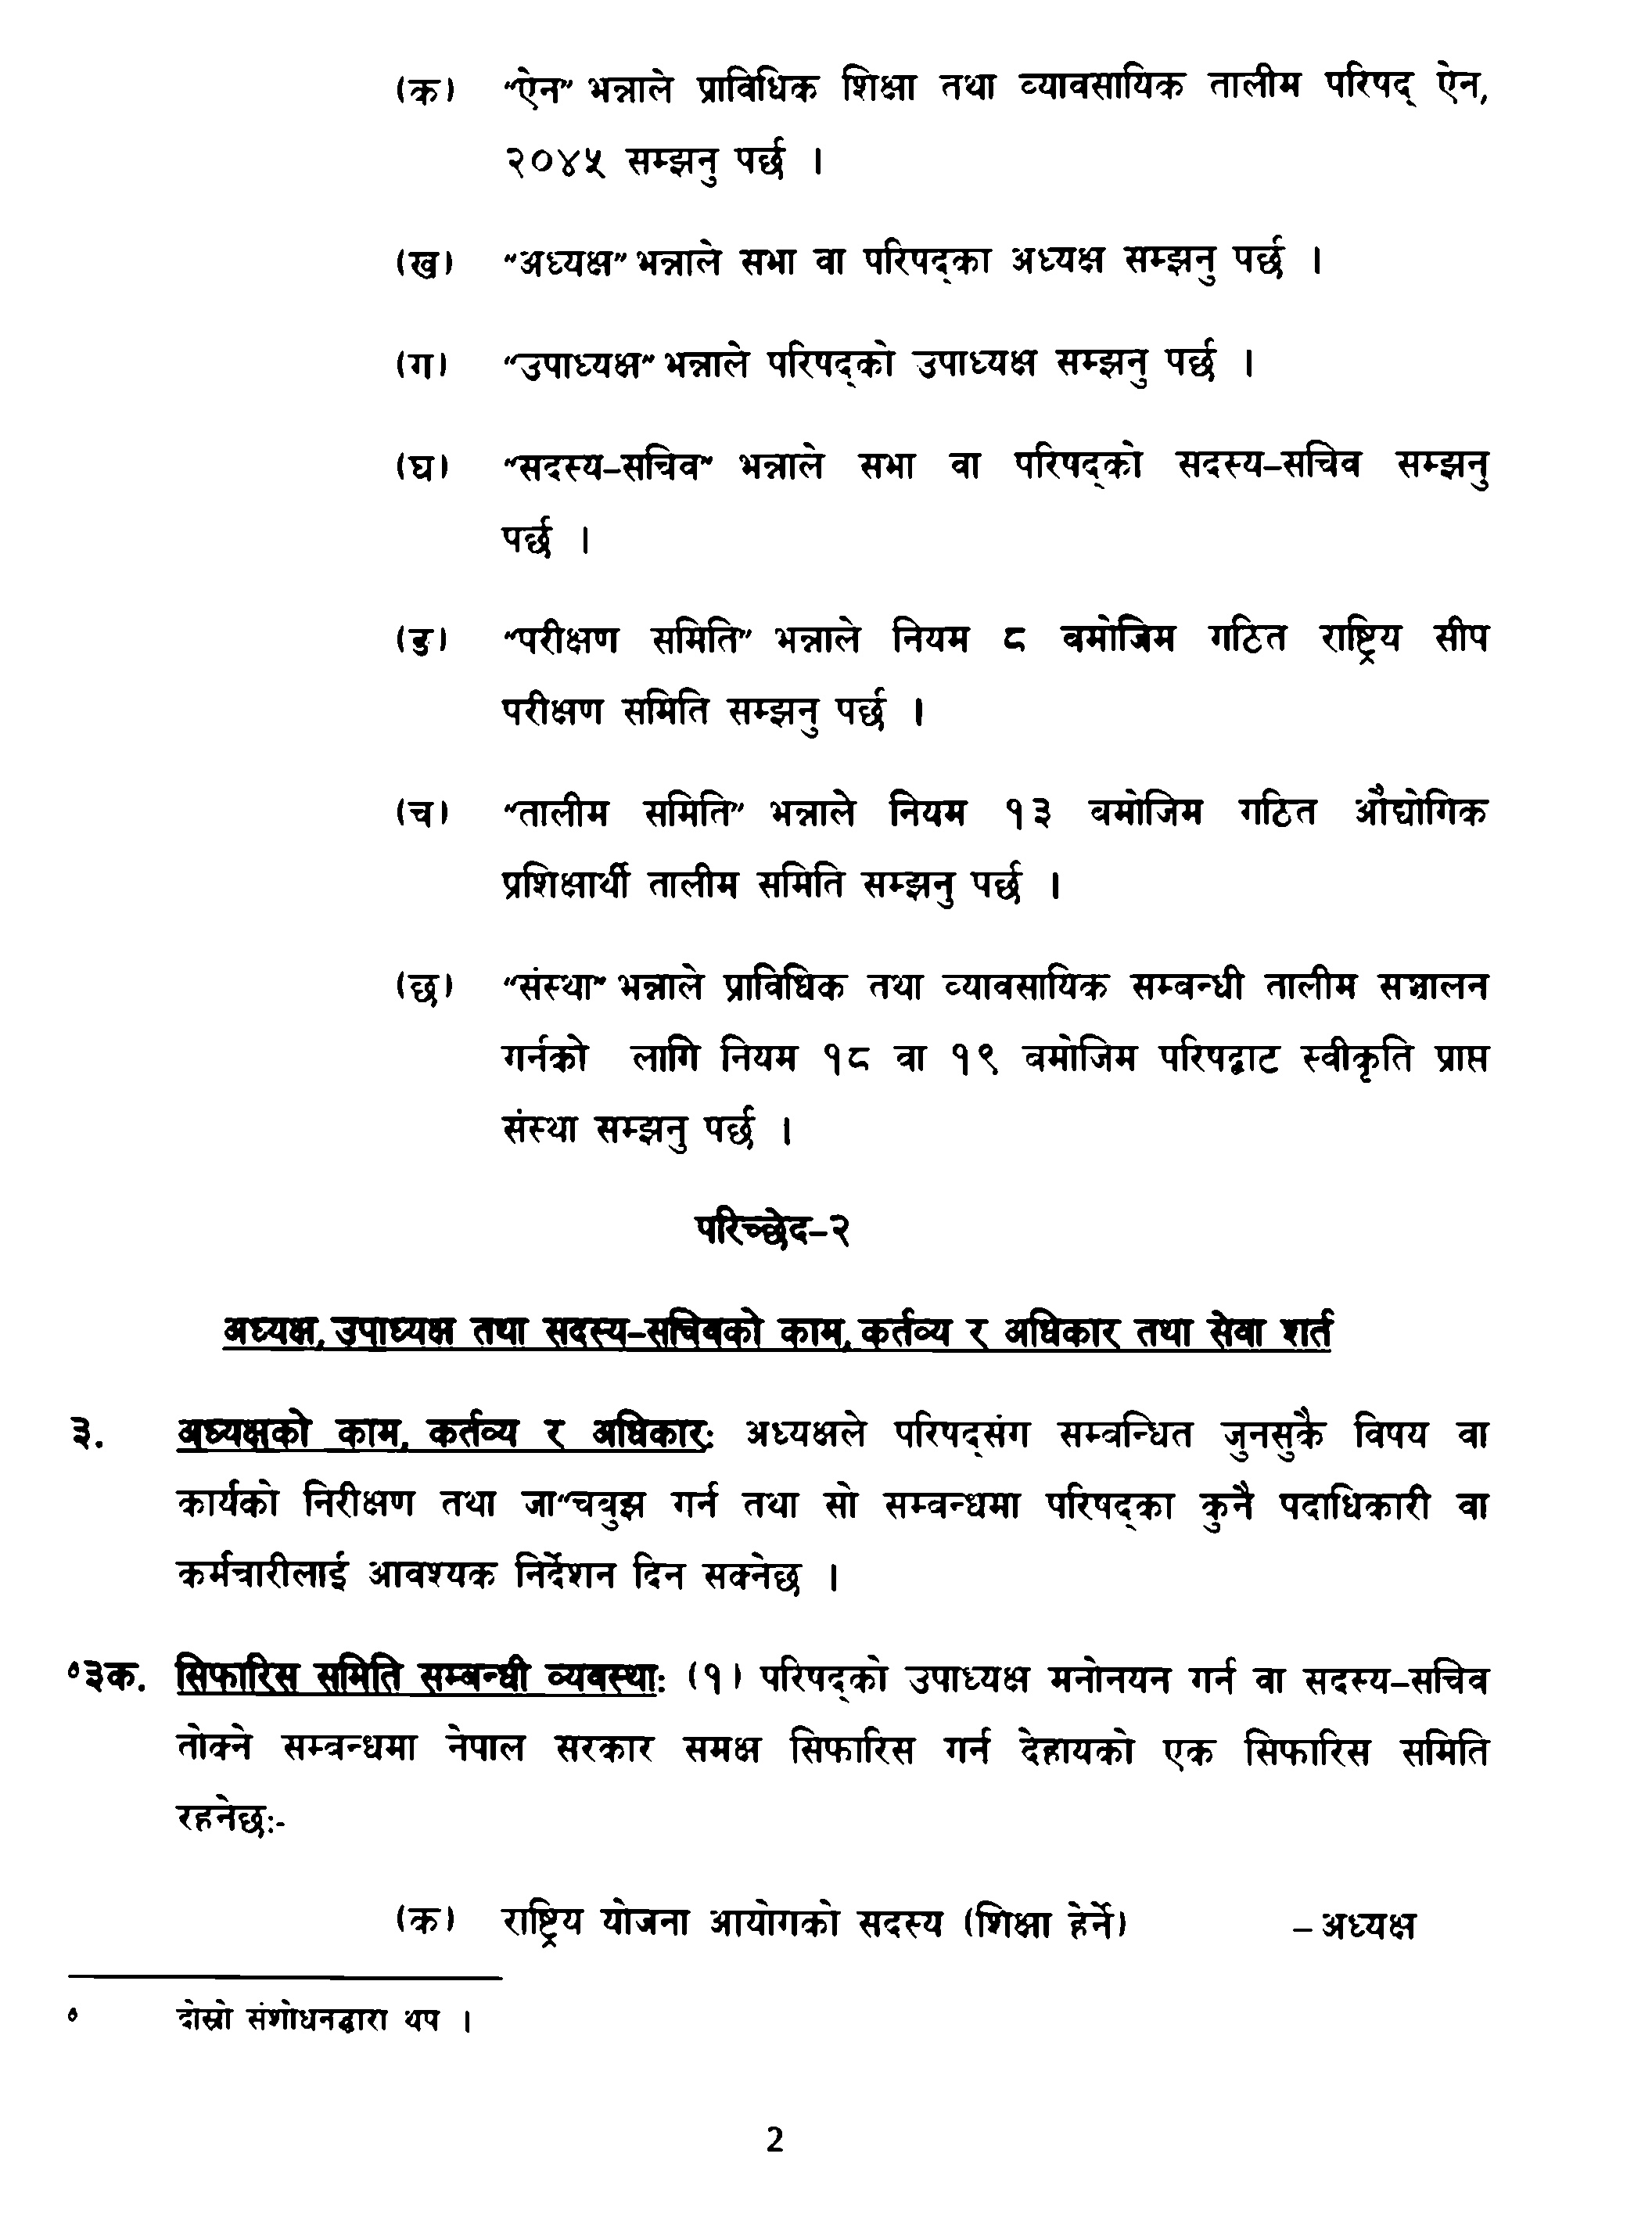 (क) “ऐन” भन्नाले प्राविधिक शिक्षा तथा व्यावसायिक तालीम परिषद् ऐन,
२०४५ सम्झनु पर्छ ।
(ख) “अध्यक्ष” भन्नाले सभा वा परिषद्का अध्यक्ष सम्झनु पर्छ ।
(ग) “उपाध्यक्ष” भन्नाले परिषद्को उपाध्यक्ष सम्झनु पर्छ ।
(घ) “सदस्य–सचिव” भन्नाले सभा वा परिषद्को सदस्य–सचिव सम्झनु
पर्छ ।
(ङ) “परीक्षण समिति” भन्नाले नियम ८ बमोजिम गठित राष्ट्रिय सीप
परीक्षण समिति सम्झनु पर्छ ।
(च) “तालीम समिति” भन्नाले नियम १३ बमोजिम गठित औद्योगिक
प्रशिक्षार्थी तालीम समिति सम्झनु पर्छ ।
(छ) “संस्था” भन्नाले प्राविधिक तथा व्यावसायिक सम्बन्धी तालीम सञ्चालन
गर्नको लागि नियम १८ वा १९ बमोजिम परिषद्बाट स्वीकृति प्राप्त
संस्था सम्झनु पर्छ ।
परिच्छेद–२
अध्यक्ष, उपाध्यक्ष तथा सदस्य–सचिवको काम, कर्तव्य र अधिकार तथा सेवा शर्त
३. अध्यक्षको काम, कर्तव्य र अधिकार: अध्यक्षले परिषद्संग सम्बन्धित जुनसुकै विषय वा
कार्यको निरीक्षण तथा जा“चबुझ गर्न तथा सो सम्बन्धमा परिषद्का कुनै पदाधिकारी वा
कर्मचारीलाई आवश्यक निर्देशन दिन सक्नेछ ।
॰३क. सिफारिस समिति सम्बन्धी व्यवस्था: (१) परिषद्को उपाध्यक्ष मनोनयन गर्न वा सदस्य–सचिव
तोक्ने सम्बन्धमा नेपाल सरकार समक्ष सिफारिस गर्न देहायको एक सिफारिस समिति
रहनेछ:-
(क) राष्ट्रिय योजना आयोगको सदस्य (शिक्षा हेर्ने) – अध्यक्ष
॰ दोस्रो संशोधनद्वारा थप ।
2